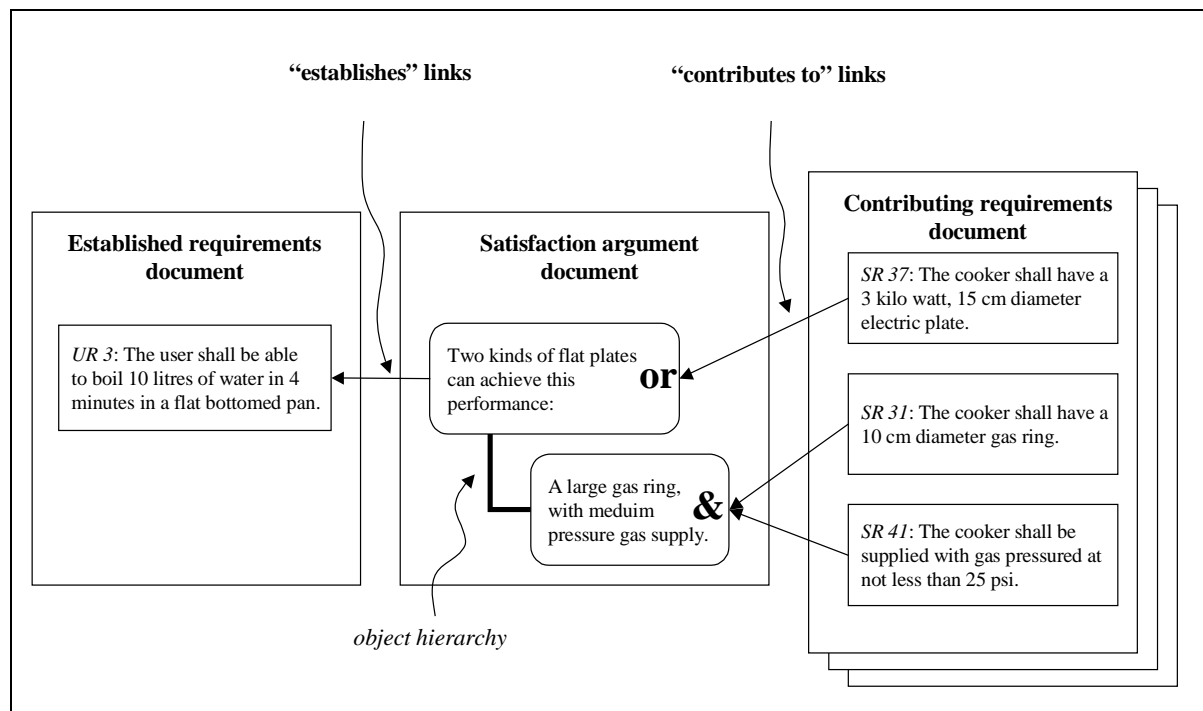 “establishes” links
“contributes to” links
Established requirements
document
UR 3: The user shall be able
to boil 10 litres of water in 4
minutes in a flat bottomed pan.
Satisfaction argument
document
Two kinds of flat plates
can achieve this
performance:
or
A large gas ring,
with meduim
pressure gas supply.
&
Contributing requirements
document
SR 37: The cooker shall have a
3 kilo watt, 15 cm diameter
electric plate.
SR 31: The cooker shall have a
10 cm diameter gas ring.
SR 41: The cooker shall be
supplied with gas pressured at
not less than 25 psi.
object hierarchy